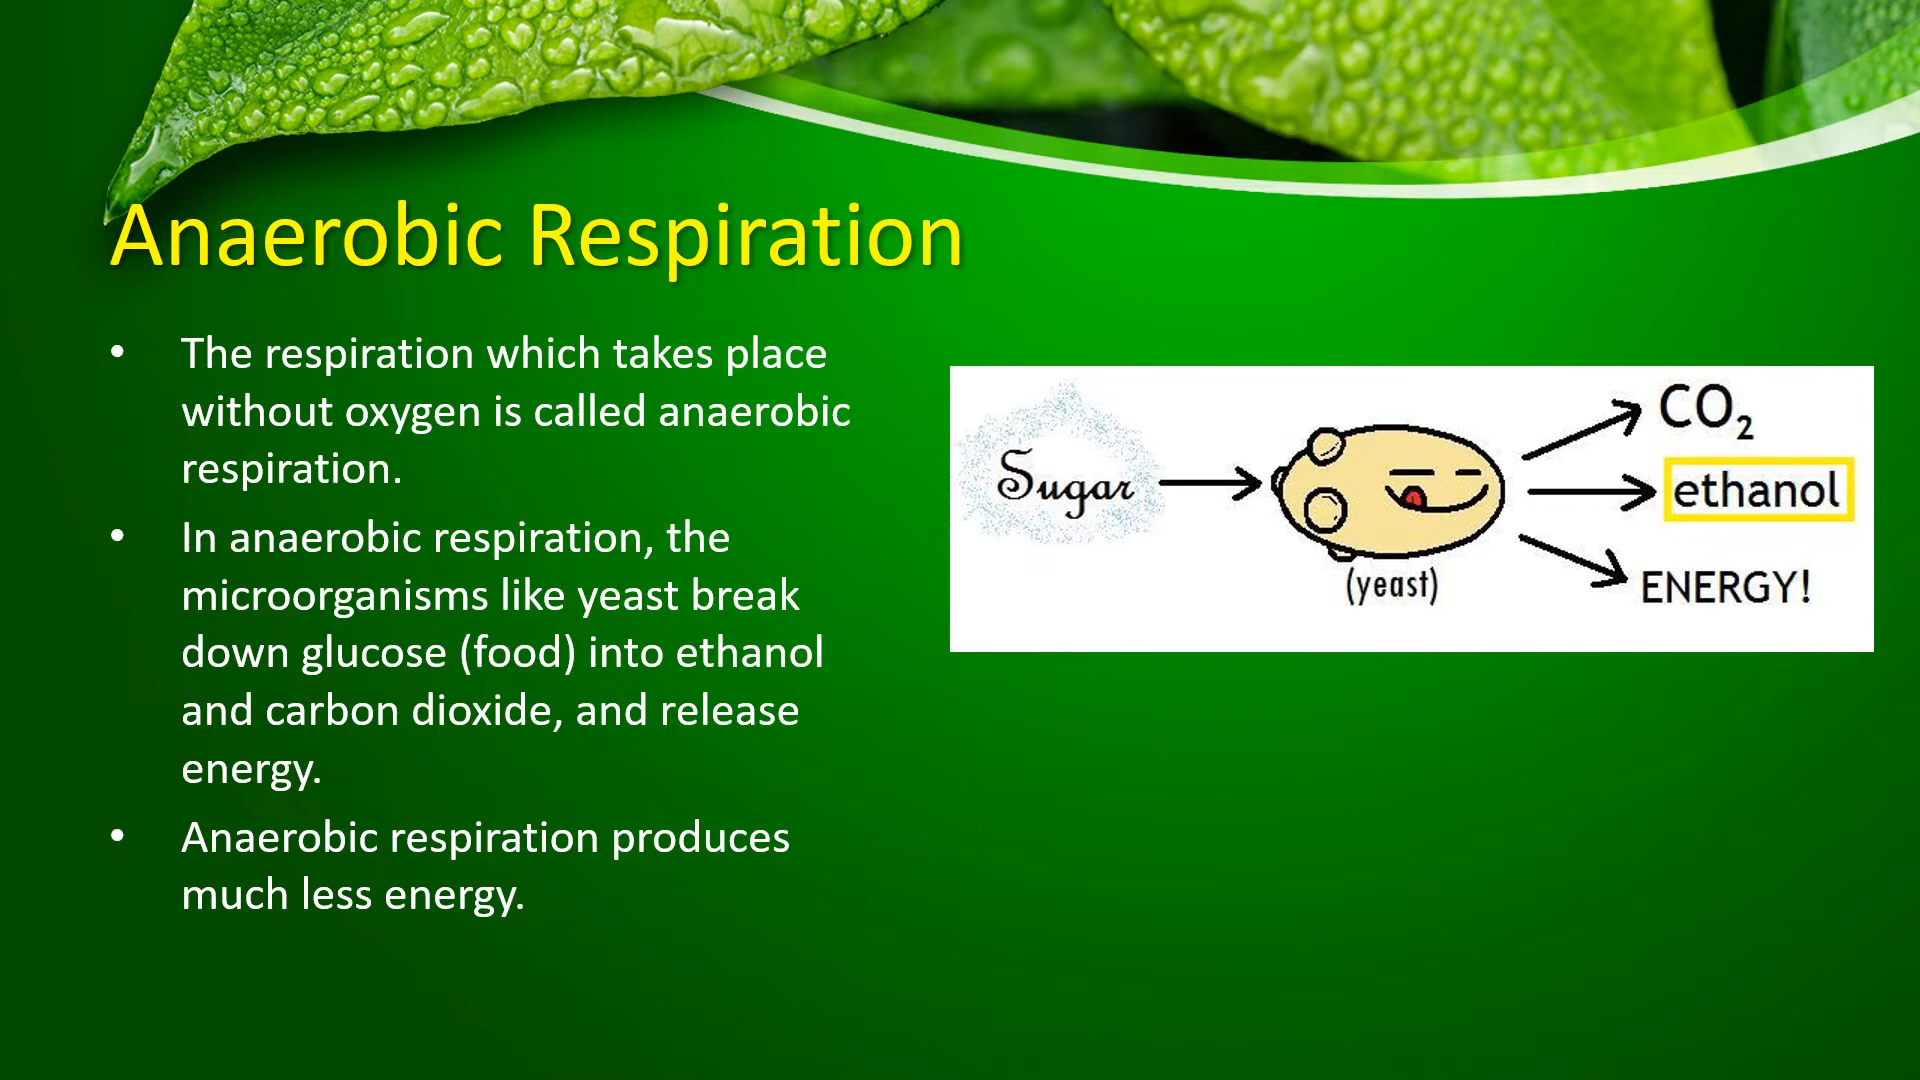 Anaerobic Respiration
• The respiration which takes place
without oxygen is called anaerobic
respiration.
• In anaerobic respiration, the
microorganisms like yeast break
down glucose (food) into ethanol
and carbon dioxide, and release
energy.
• Anaerobic respiration produces
much less energy.
Sugar
(yeast)
CO₂
ethanol
ENERGY!